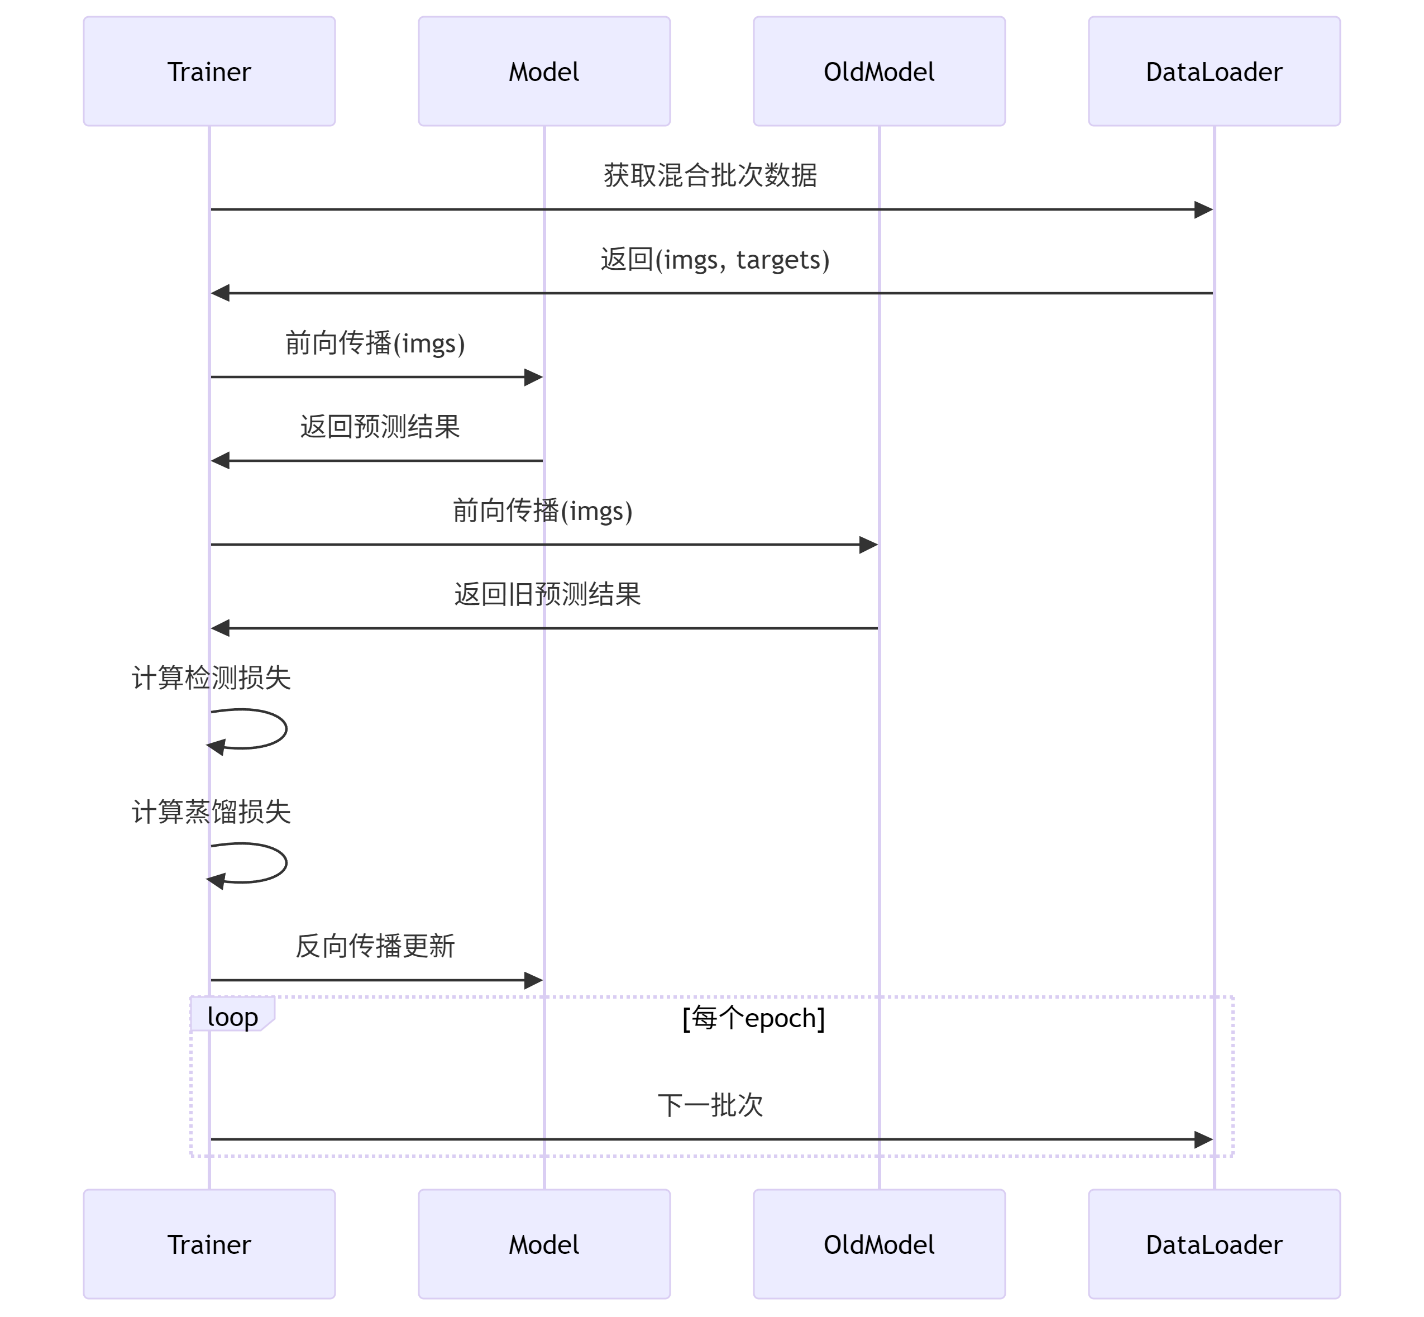 Trainer
Model
OldModel
DataLoader
获取混合批次数据
返回(imgs, targets)
前向传播(imgs)
返回预测结果
前向传播(imgs)
返回旧预测结果
计算检测损失
计算蒸馏损失
反向传播更新
loop
[每个epoch]
下一批次
Trainer
Model
OldModel
DataLoader